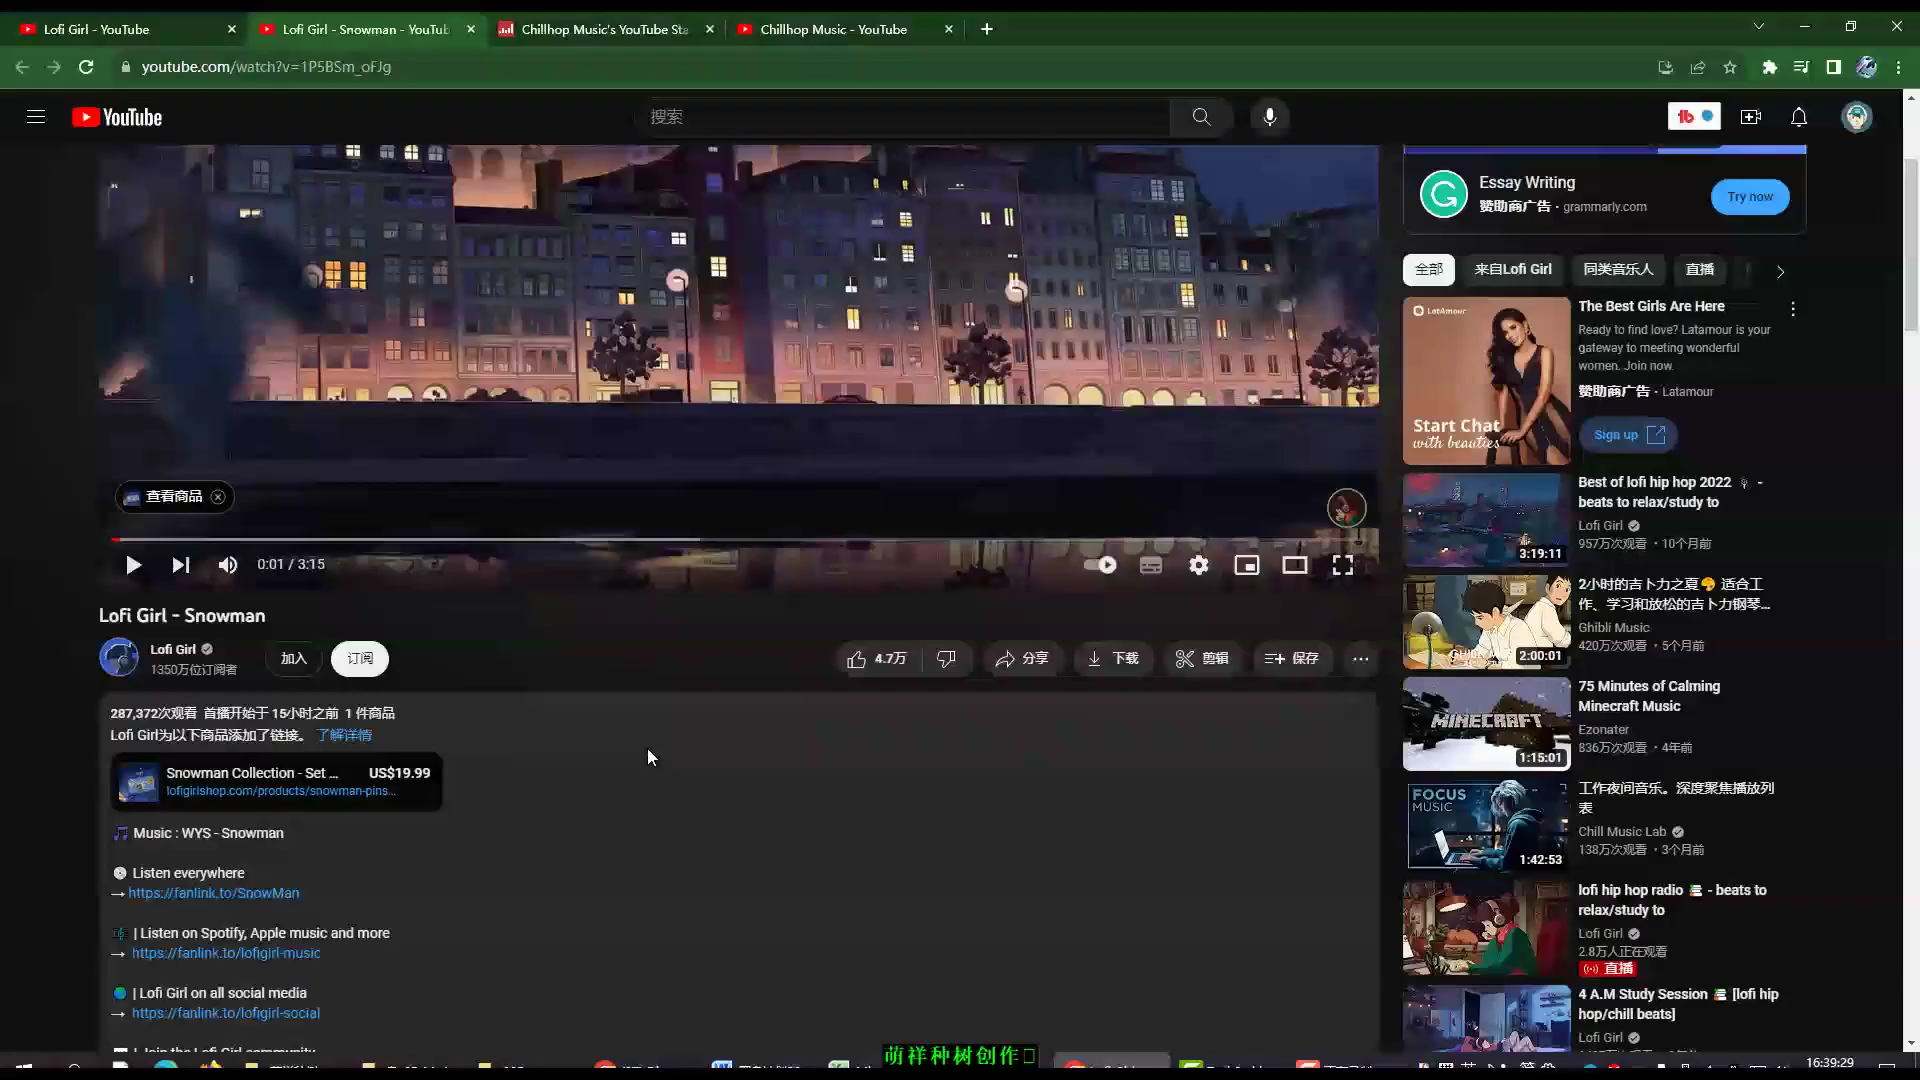 Lofi Girl - YouTube
Lofi Girl - Snowman - YouTub
Chillhop Music's YouTube Sta
Chillhop Music - YouTube
youtube.com/watch?v=1P5BSm_oFJg
YouTube
搜索
Essay Writing
赞助商广告 · grammarly.com
Try now
全部
来自Lofi Girl
同类音乐人
直播
LatAmour
Start Chat
with beauties
The Best Girls Are Here
Ready to find love? Latamour is your
gateway to meeting wonderful
women. Join now.
赞助商广告 · Latamour
Sign up
查看商品
0:01 / 3:15
Lofi Girl - Snowman
Lofi Girl
1350万位订阅者
加入
订阅
4.7万
分享
下载
剪辑
保存
287,372次观看 首播开始于 15小时之前 1 件商品
Lofi Girl为以下商品添加了链接。 了解详情
Snowman Collection - Set ...
US$19.99
lofigirlshop.com/products/snowman-pins...
Music : WYS - Snowman
Listen everywhere
→ https://fanlink.to/SnowMan
| Listen on Spotify, Apple music and more
→ https://fanlink.to/lofigirl-music
| Lofi Girl on all social media
→ https://fanlink.to/lofigirl-social
| Join the Lofi Girl community
Best of lofi hip hop 2022 -
beats to relax/study to
Lofi Girl
957万次观看 · 10个月前
3:19:11
2小时的吉卜力之夏 适合工
作、学习和放松的吉卜力钢琴...
Ghibli Music
420万次观看 · 5个月前
2:00:01
75 Minutes of Calming
Minecraft Music
Ezonater
836万次观看 · 4年前
MINECRAFT
1:15:01
工作夜间音乐。深度聚焦播放列
表
Chill Music Lab
138万次观看 · 3个月前
FOCUS
MUSIC
1:42:53
lofi hip hop radio - beats to
relax/study to
Lofi Girl
2.8万人正在观看
直播
4 A.M Study Session [lofi hip
hop/chill beats]
Lofi Girl
萌祥种树创作
16:39:29